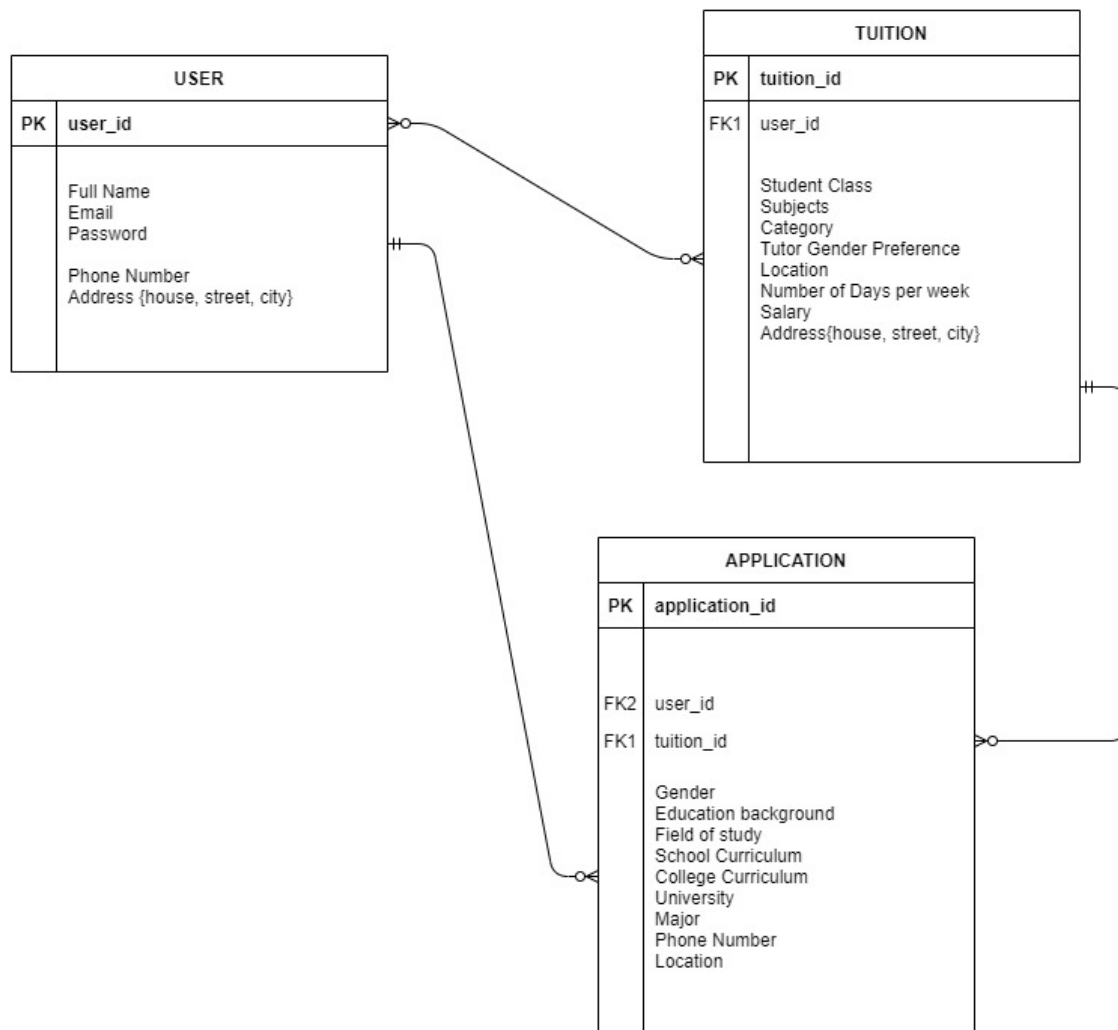 USER
PK user_id
Full Name
Email
Password
Phone Number
Address {house, street, city}
TUITION
PK tuition_id
FK1 user_id
Student Class
Subjects
Category
Tutor Gender Preference
Location
Number of Days per week
Salary
Address{house, street, city}
APPLICATION
PK application_id
FK2 user_id
FK1 tuition_id
Gender
Education background
Field of study
School Curriculum
College Curriculum
University
Major
Phone Number
Location